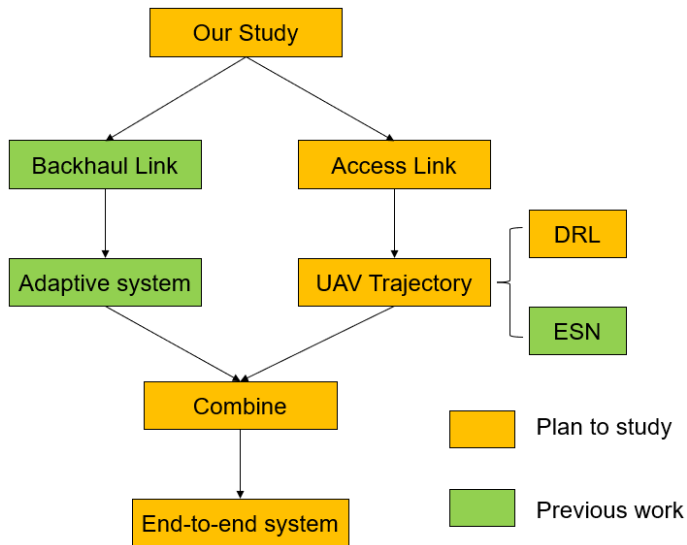 Our Study
Backhaul Link
Access Link
DRL
Adaptive system
UAV Trajectory
ESN
Combine
Plan to study
End-to-end system
Previous work